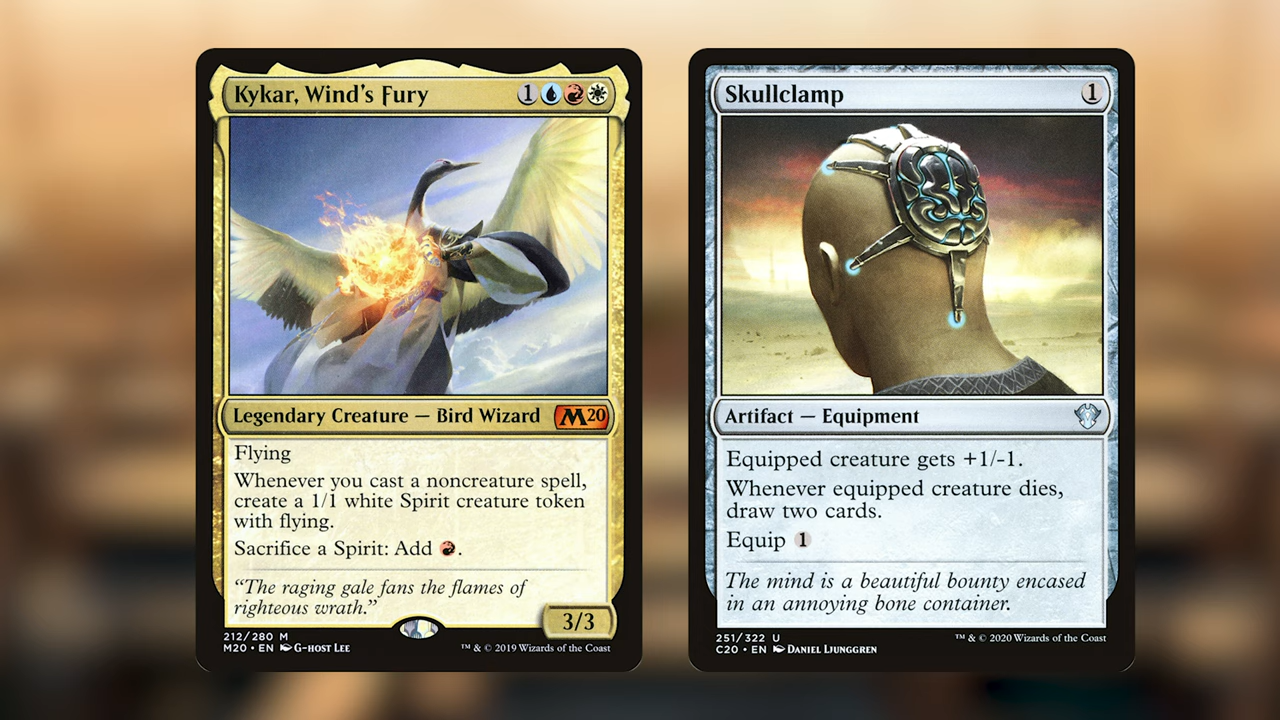 Kykar, Wind's Fury 1
Legendary Creature — Bird Wizard M20
Flying
Whenever you cast a noncreature spell,
create a 1/1 white Spirit creature token
with flying.
Sacrifice a Spirit: Add .
“The raging gale fans the flames of
righteous wrath.”
3/3
212/280 M
M20 • EN G-host Lee
™ & © 2019 Wizards of the Coast
Skullclamp 1
Artifact — Equipment
Equipped creature gets +1/-1.
Whenever equipped creature dies,
draw two cards.
Equip 1
The mind is a beautiful bounty encased
in an annoying bone container.
251/322 U
C20 • EN Daniel Ljunggren
™ & © 2020 Wizards of the Coast